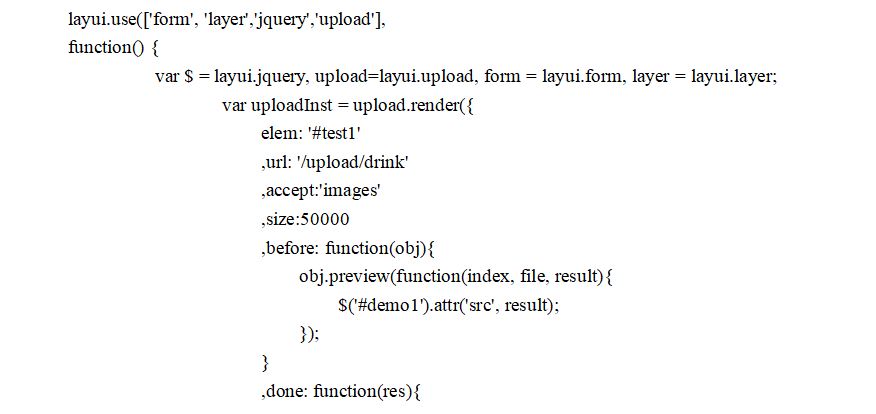 layui.use(['form', 'layer','jquery','upload'],
function() {
var $ = layui.jquery, upload=layui.upload, form = layui.form, layer = layui.layer;
var uploadInst = upload.render({
elem: '#test1'
,url: '/upload/drink'
,accept:'images'
,size:50000
,before: function(obj){
obj.preview(function(index, file, result){
$('#demo1').attr('src', result);
});
}
,done: function(res){